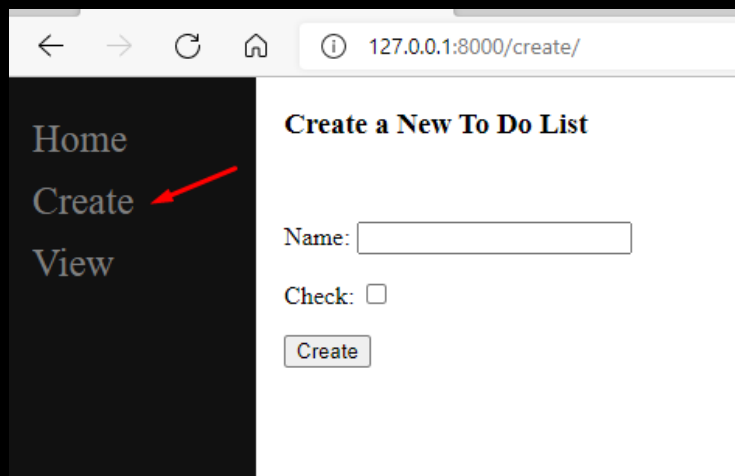 127.0.0.1:8000/create/
Home
Create
View
Create a New To Do List
Name:
Check:
Create